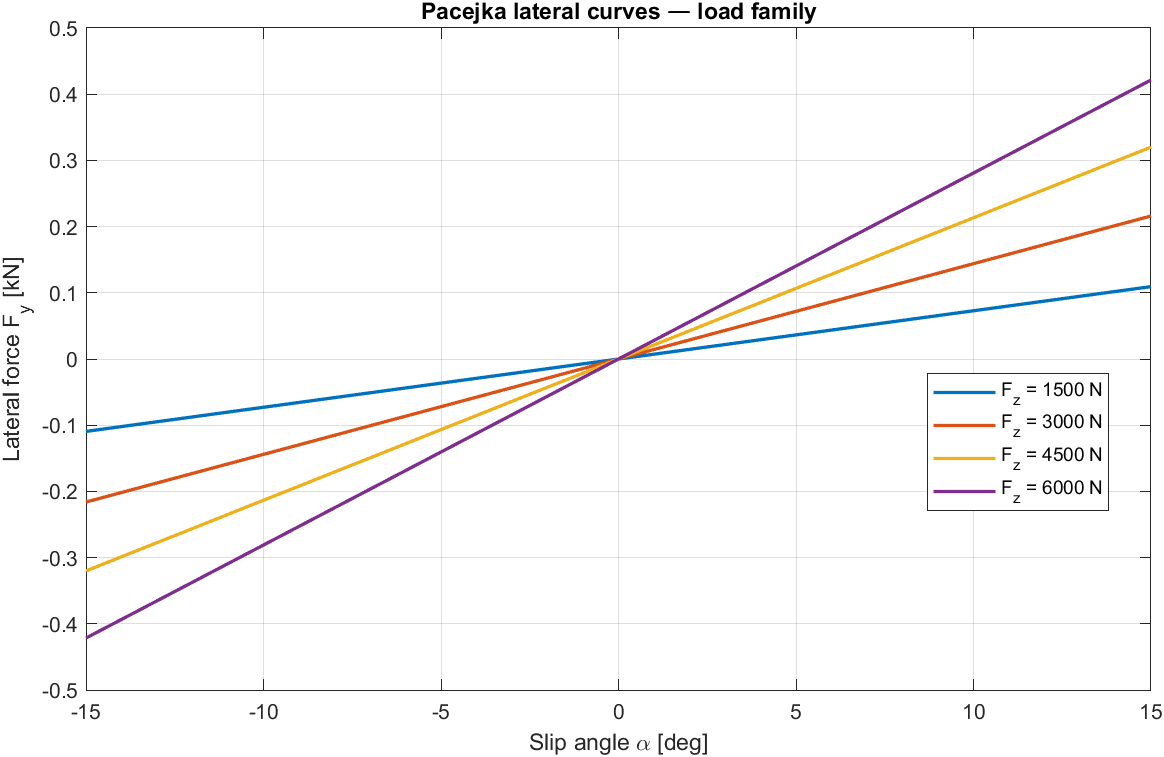 Pacejka lateral curves — load family
0.5
0.4
0.3
0.2
0.1
0
-0.1
-0.2
-0.3
-0.4
-0.5
Lateral force F_y [kN]
F_z = 1500 N
F_z = 3000 N
F_z = 4500 N
F_z = 6000 N
-15 -10 -5 0 5 10 15
Slip angle α [deg]